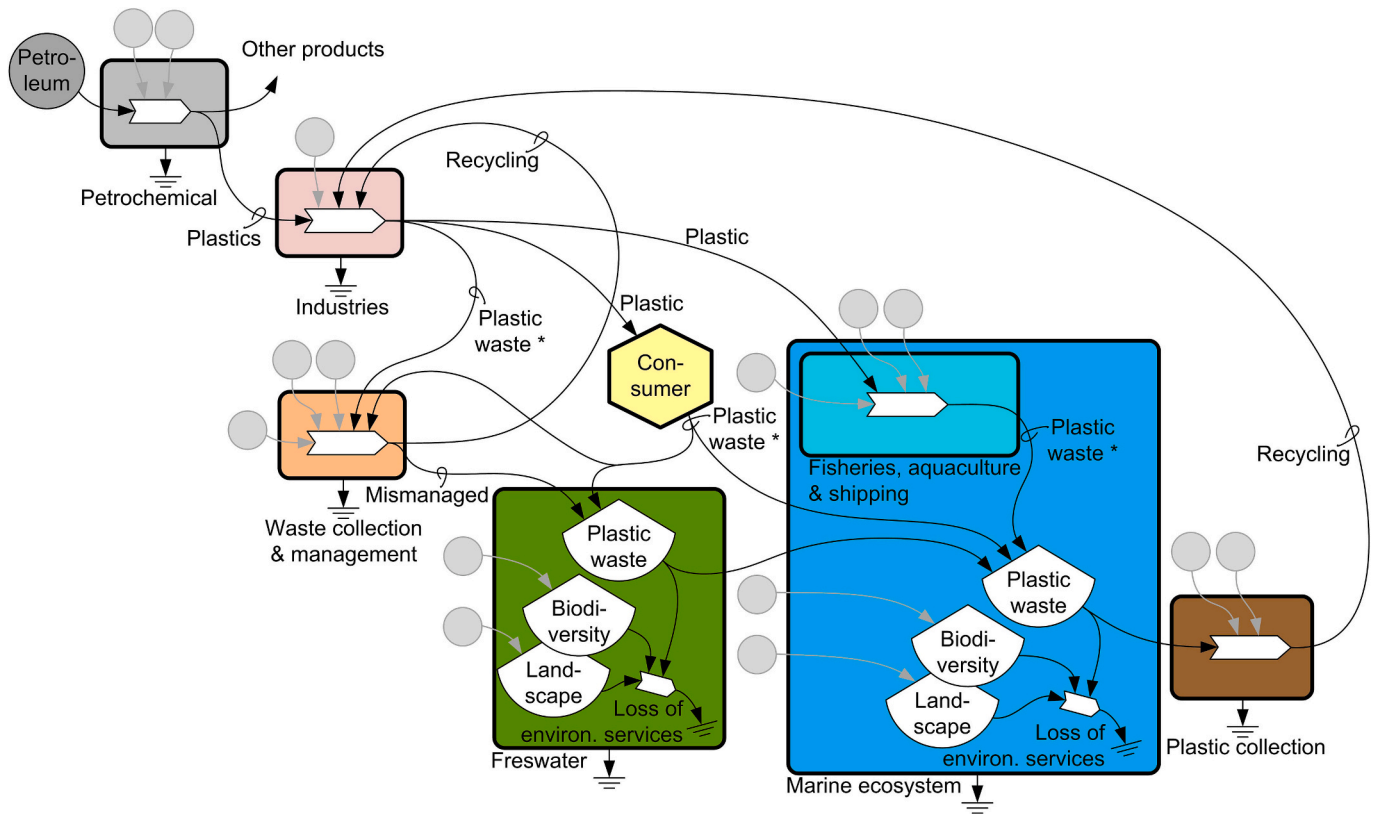 Petro-
leum
Other products
Petrochemical
Recycling
Plastics
Plastic
Industries
Plastic
waste *
Plastic
Con-
sumer
Plastic
waste *
Plastic
waste *
Fisheries, aquaculture
& shipping
Recycling
Mismanaged
Waste collection
& management
Plastic
waste
Biodi-
versity
Land-
scape
Loss of
environ. services
Freswater
Plastic
waste
Biodi-
versity
Land-
scape
Loss of
environ. services
Marine ecosystem
Plastic collection